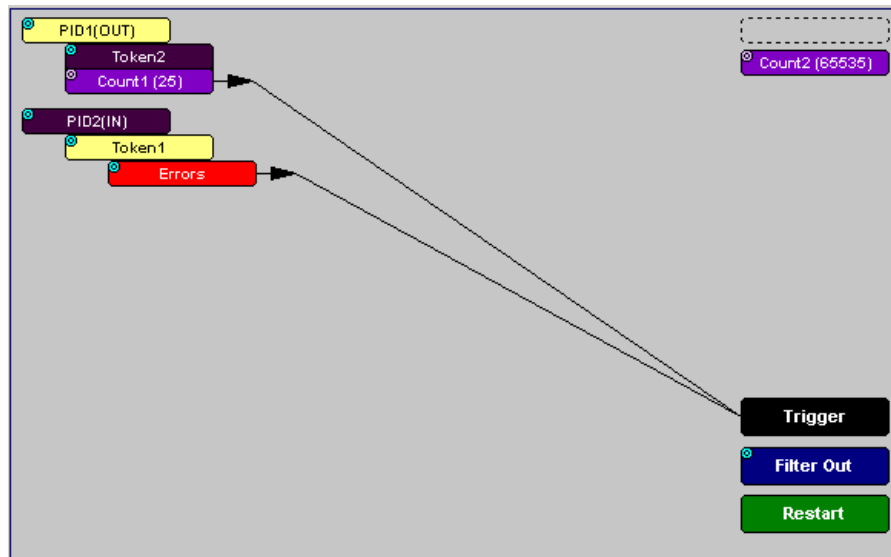 PID1(OUT)
Token2
Count1 (25)
PID2(IN)
Token1
Errors
Count2 (65535)
Trigger
Filter Out
Restart